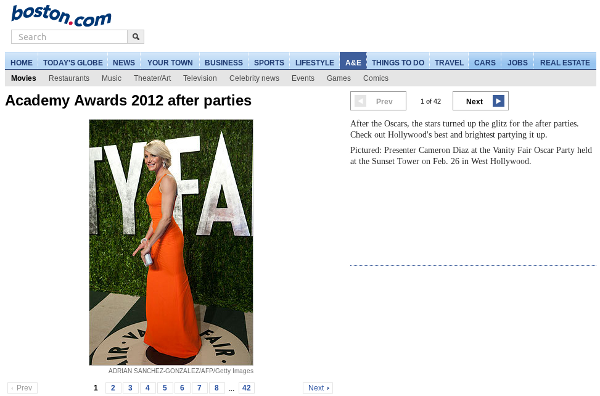 boston.com
Search
HOME TODAY'S GLOBE NEWS YOUR TOWN BUSINESS SPORTS LIFESTYLE A&E THINGS TO DO TRAVEL CARS JOBS REAL ESTATE
Movies Restaurants Music Theater/Art Television Celebrity news Events Games Comics
Academy Awards 2012 after parties
Prev 1 of 42 Next
After the Oscars, the stars turned up the glitz for the after parties.
Check out Hollywood's best and brightest partying it up.
Pictured: Presenter Cameron Diaz at the Vanity Fair Oscar Party held
at the Sunset Tower on Feb. 26 in West Hollywood.
TY FA
FAIR · VAN
ADRIAN SANCHEZ-GONZALEZ/AFP/Getty Images
‹ Prev 1 2 3 4 5 6 7 8 ... 42 Next ›